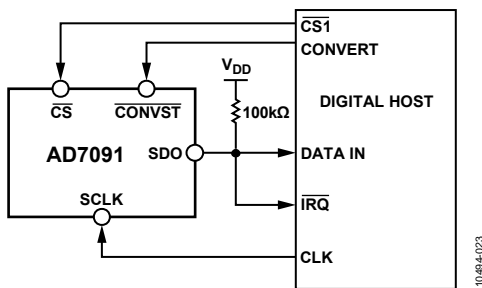 CS1
CONVERT
VDD
DIGITAL HOST
100kΩ
CS
CONVST
AD7091
SDO
DATA IN
SCLK
IRQ
CLK
10494-023